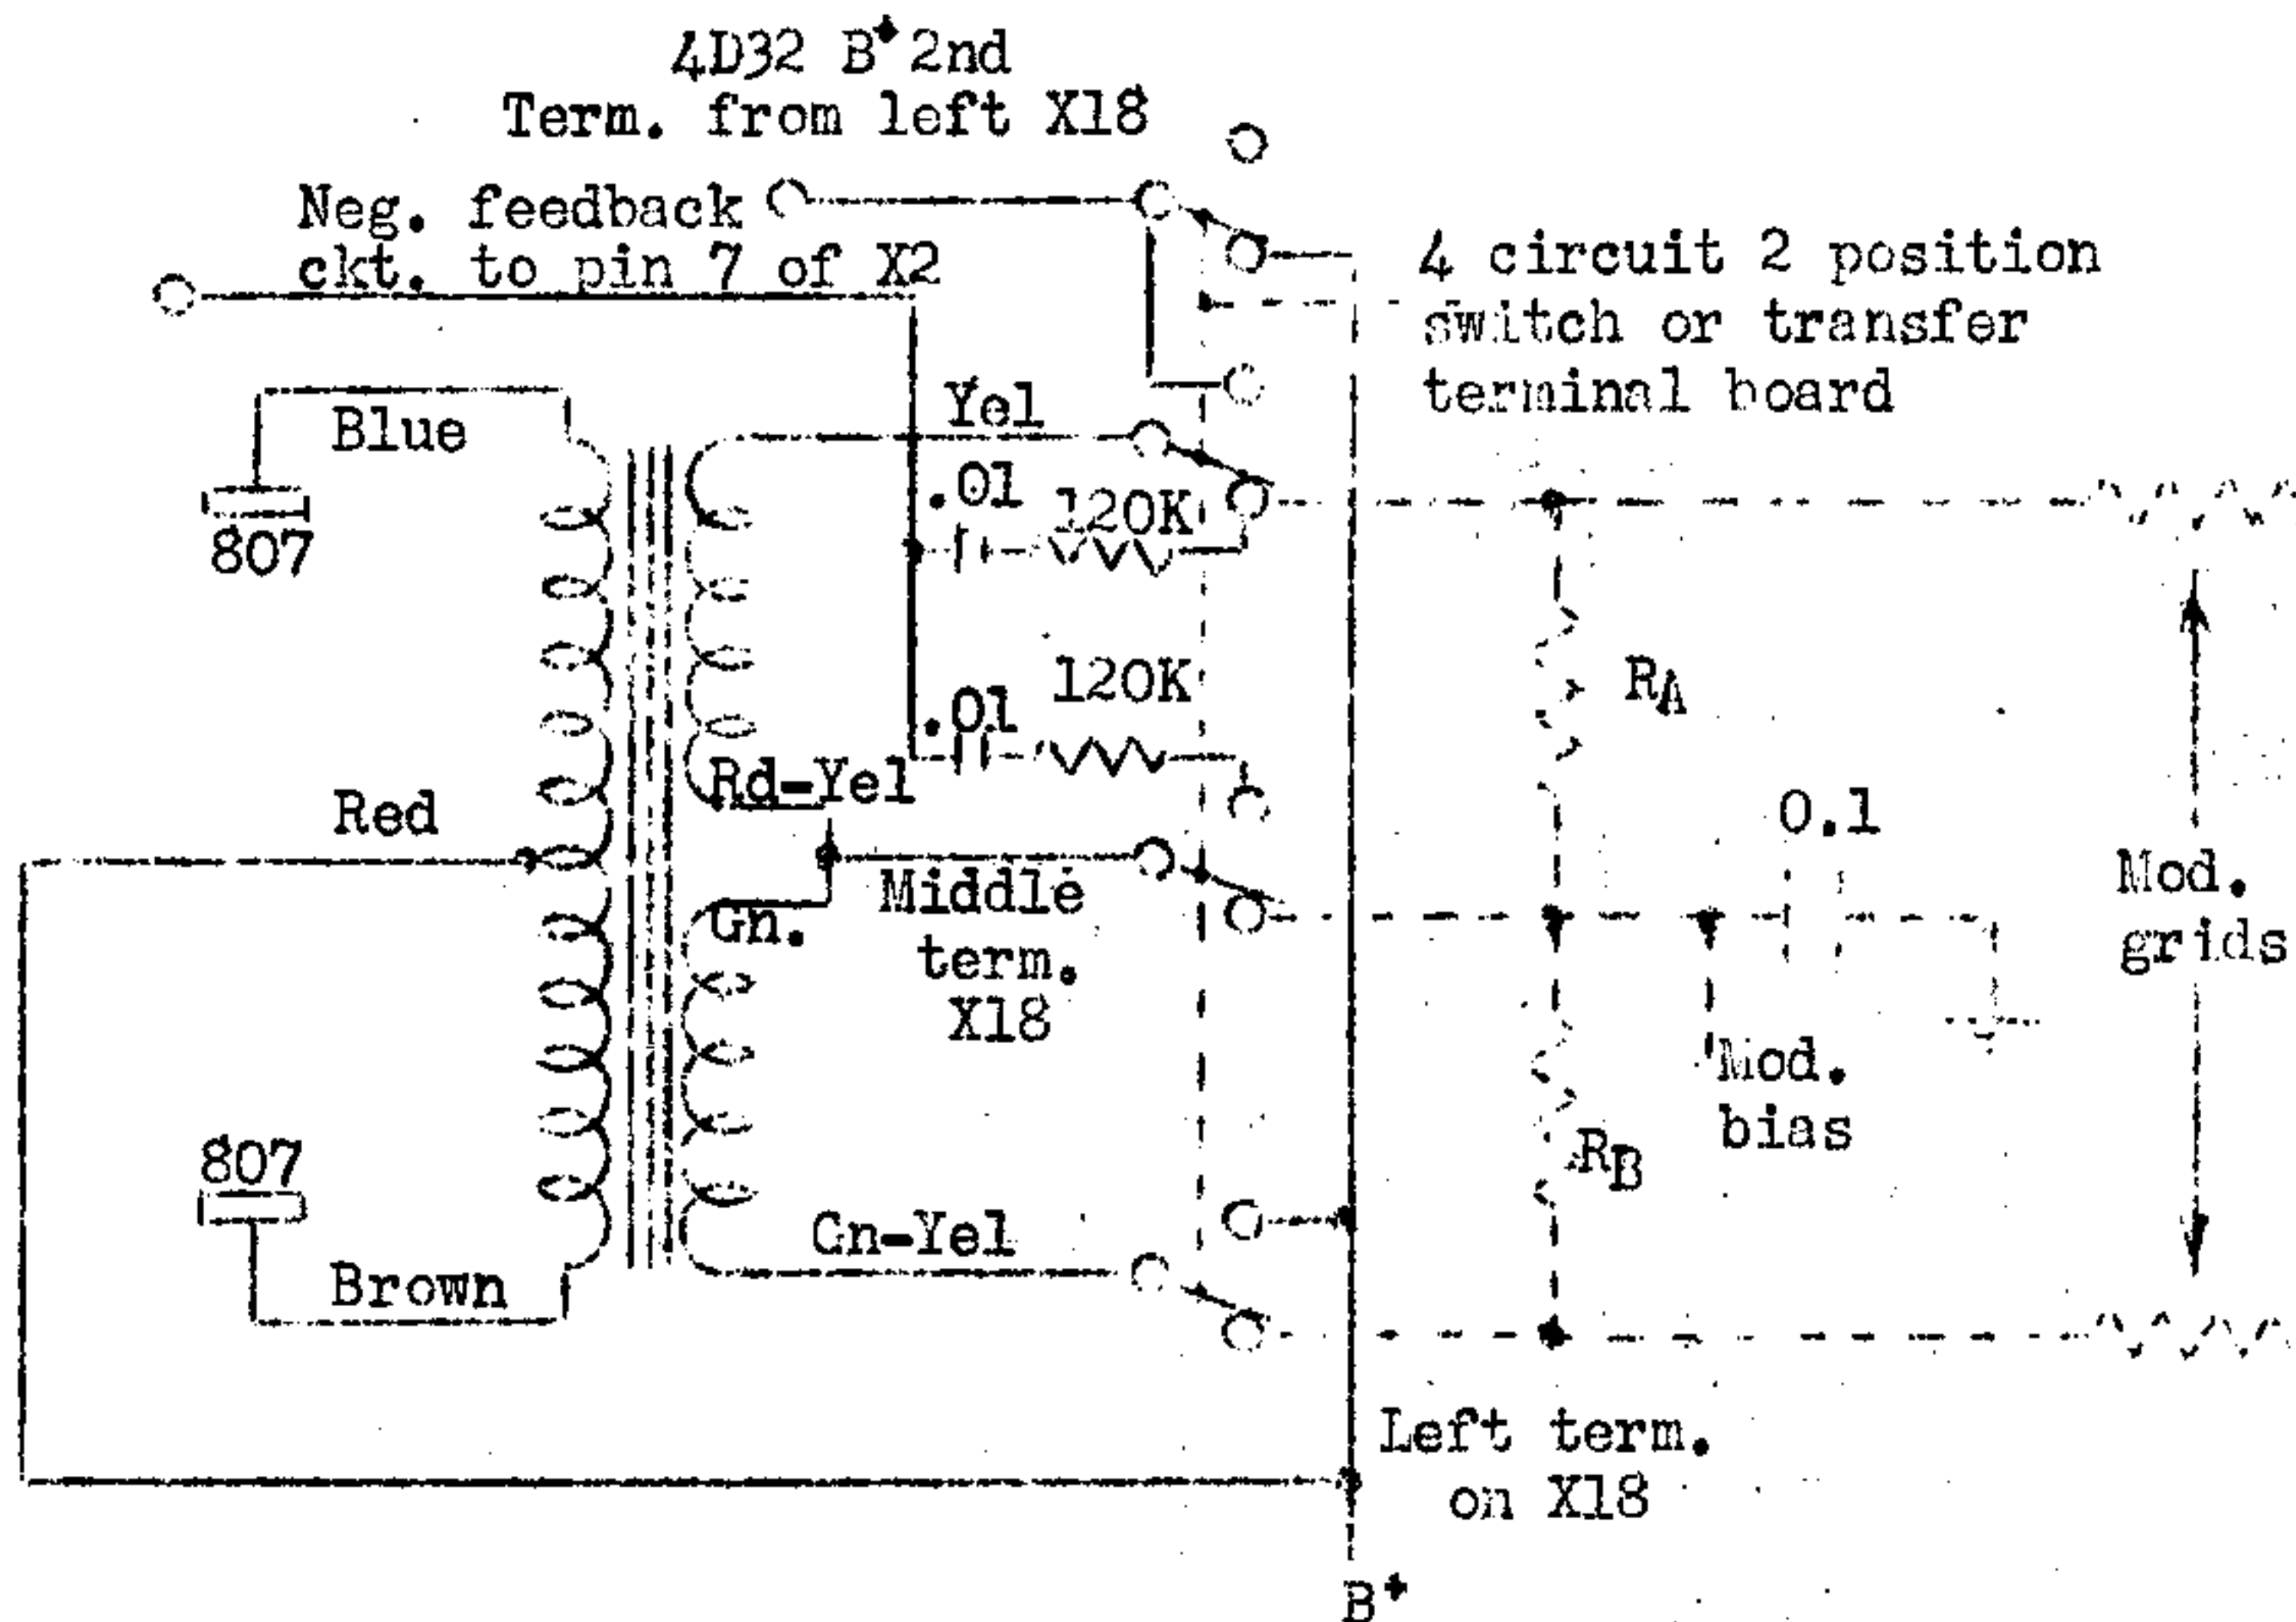 4D32 B+ 2nd
Term. from left X18
Neg. feedback
ckt. to pin 7 of X2
4 circuit 2 position
switch or transfer
terminal board
Blue
Yel
.01
120K
807
120K
RA
.01
Rd-Yel
Red
0.1
Mod.
grids
Middle
term.
X18
Gn.
Mod.
bias
807
RB
Gn-Yel
Brown
Left term.
on X18
B+